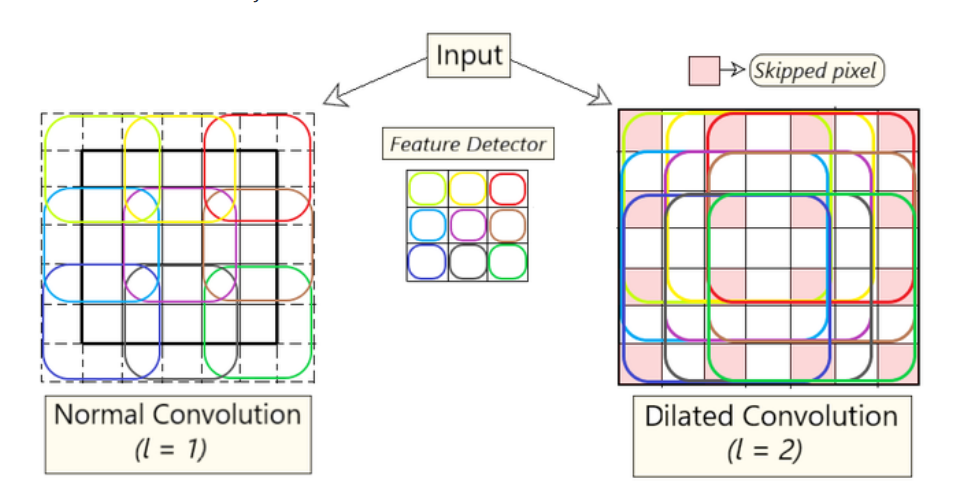 Input
Skipped pixel
Feature Detector
Normal Convolution
(l = 1)
Dilated Convolution
(l = 2)